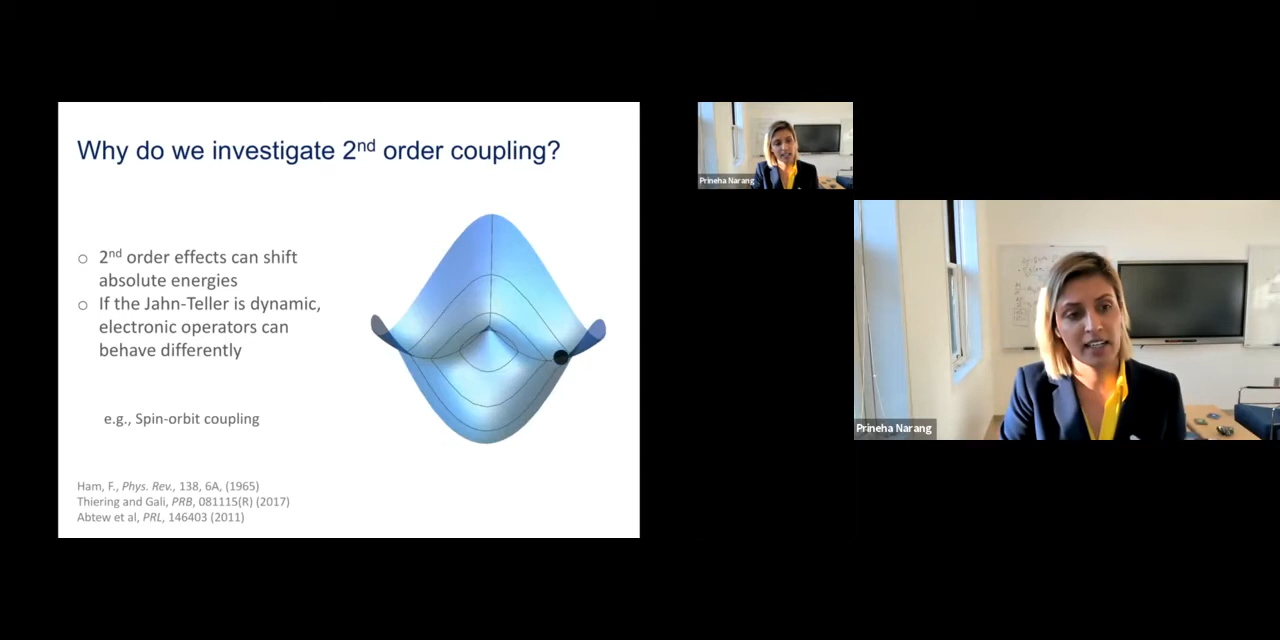 Why do we investigate 2nd order coupling?
○ 2nd order effects can shift
absolute energies
○ If the Jahn-Teller is dynamic,
electronic operators can
behave differently
e.g., Spin-orbit coupling
Ham, F., Phys. Rev., 138, 6A, (1965)
Thiering and Gali, PRB, 081115(R) (2017)
Abtew et al, PRL, 146403 (2011)
Prineha Narang
Prineha Narang